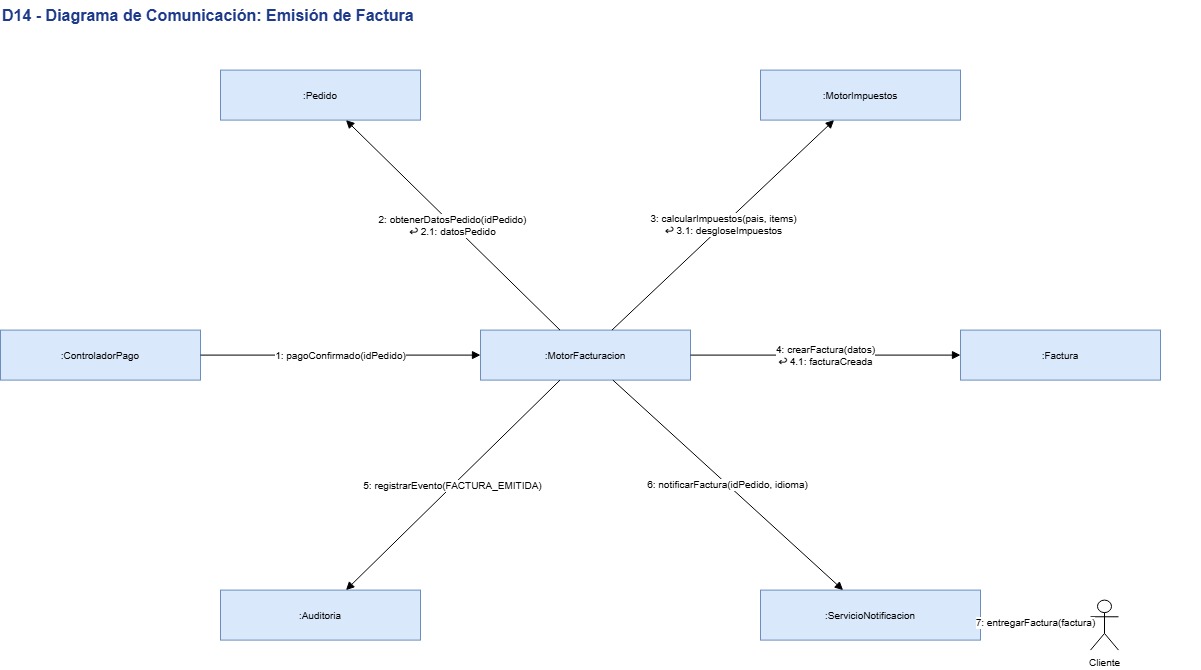 D14 - Diagrama de Comunicación: Emisión de Factura
:Pedido
:MotorImpuestos
2: obtenerDatosPedido(idPedido)
↩ 2.1: datosPedido
3: calcularImpuestos(pais, items)
↩ 3.1: desgloseImpuestos
:ControladorPago
1: pagoConfirmado(idPedido)
:MotorFacturacion
4: crearFactura(datos)
↩ 4.1: facturaCreada
:Factura
5: registrarEvento(FACTURA_EMITIDA)
6: notificarFactura(idPedido, idioma)
:Auditoria
:ServicioNotificacion
7: entregarFactura(factura)
Cliente